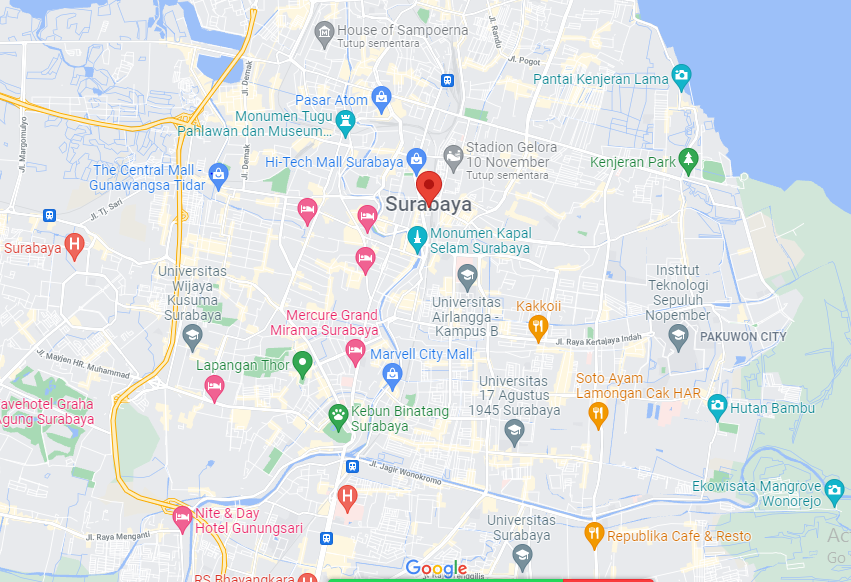 House of Sampoerna
Tutup sementara
Jl. Demak
Jl. Randu
Jl. Pogot
Pantai Kenjeran Lama
Pasar Atom
Monumen Tugu
Pahlawan dan Museum...
Jl. Margomulyo
Jl. Demak
Hi-Tech Mall Surabaya
Stadion Gelora
10 November
Tutup sementara
Kenjeran Park
The Central Mall -
Gunawangsa Tidar
Surabaya
Jl. Tj. Sari
Monumen Kapal
Selam Surabaya
Surabaya
Universitas
Wijaya
Kusuma
Surabaya
Institut
Teknologi
Sepuluh
Nopember
Universitas
Airlangga -
Kampus B
Kakkoii
Mercure Grand
Mirama Surabaya
Jl. Raya Kertajaya Indah
PAKUWON CITY
Jl. Mayjen HR. Muhammad
Lapangan Thor
Marvell City Mall
Universitas
17 Agustus
1945 Surabaya
Soto Ayam
Lamongan Cak HAR
avehotel Graha
Agung Surabaya
Kebun Binatang
Surabaya
Hutan Bambu
Jl. Jagir Wonokromo
Ekowisata Mangrove
Wonorejo
Nite & Day
Hotel Gunungsari
Jl. Raya Menganti
Universitas
Surabaya
Republika Cafe & Resto
Ac
Go
Google
RS Bhayangkara